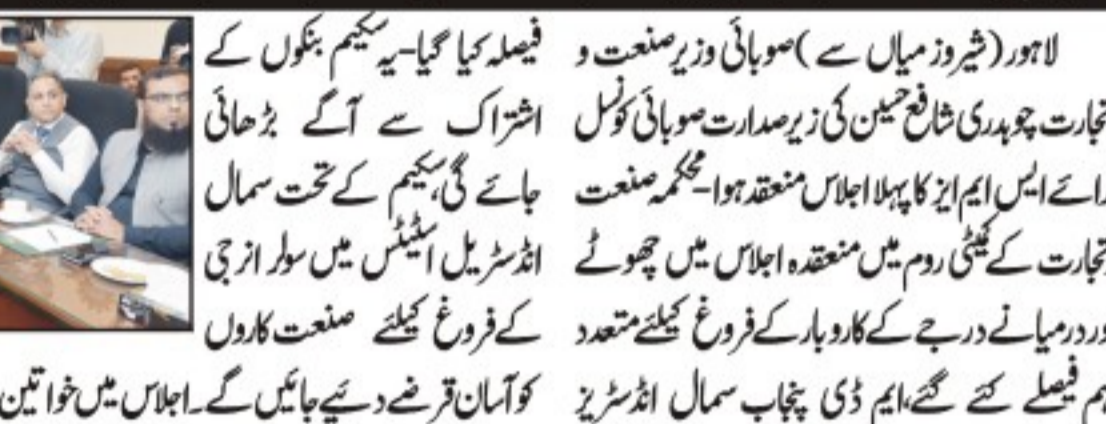 لاہور (شیروز میاں سے) صوبائی وزیر صنعت و
تجارت چوہدری شافع حسین کی زیر صدارت صوبائی کونسل
برائے ایس ایم ایز کا پہلا اجلاس منعقد ہوا- محکمہ صنعت
وتجارت کے کمیٹی روم میں منعقدہ اجلاس میں چھوٹے
اور درمیانے درجے کے کاروبار کے فروغ کیلئے متعدد
اہم فیصلے کئے گئے،ایم ڈی پنجاب سمال انڈسٹریز
فیصلہ کیا گیا-یہ سکیم بنکوں کے
اشتراک سے آگے بڑھائی
جائے گی،سکیم کے تحت سمال
انڈسٹریل اسٹیٹس میں سولر انرجی
کے فروغ کیلئے صنعت کاروں
کو آسان قرضے دئیے جائیں گے۔ اجلاس میں خواتین